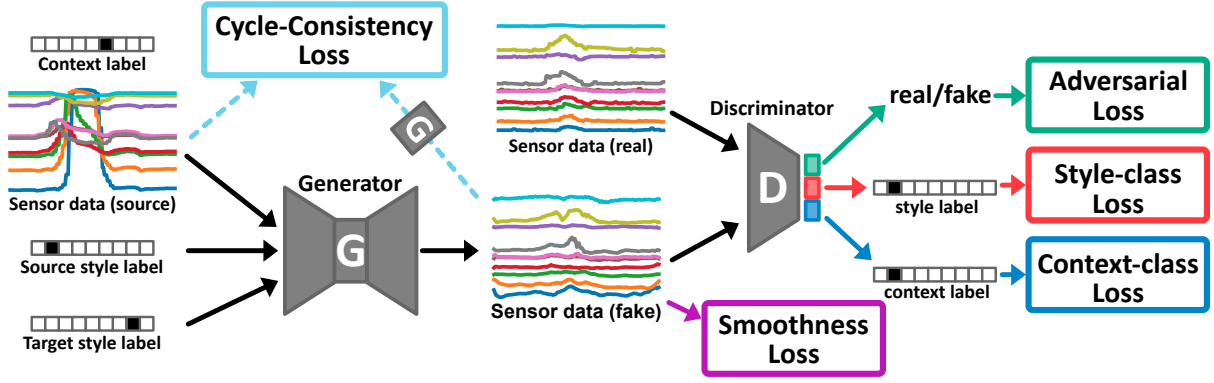 Context label
Sensor data (source)
Source style label
Target style label
Cycle-Consistency
Loss
G
Generator
G
Sensor data (real)
Sensor data (fake)
Smoothness
Loss
Discriminator
D
real/fake
style label
context label
Adversarial
Loss
Style-class
Loss
Context-class
Loss